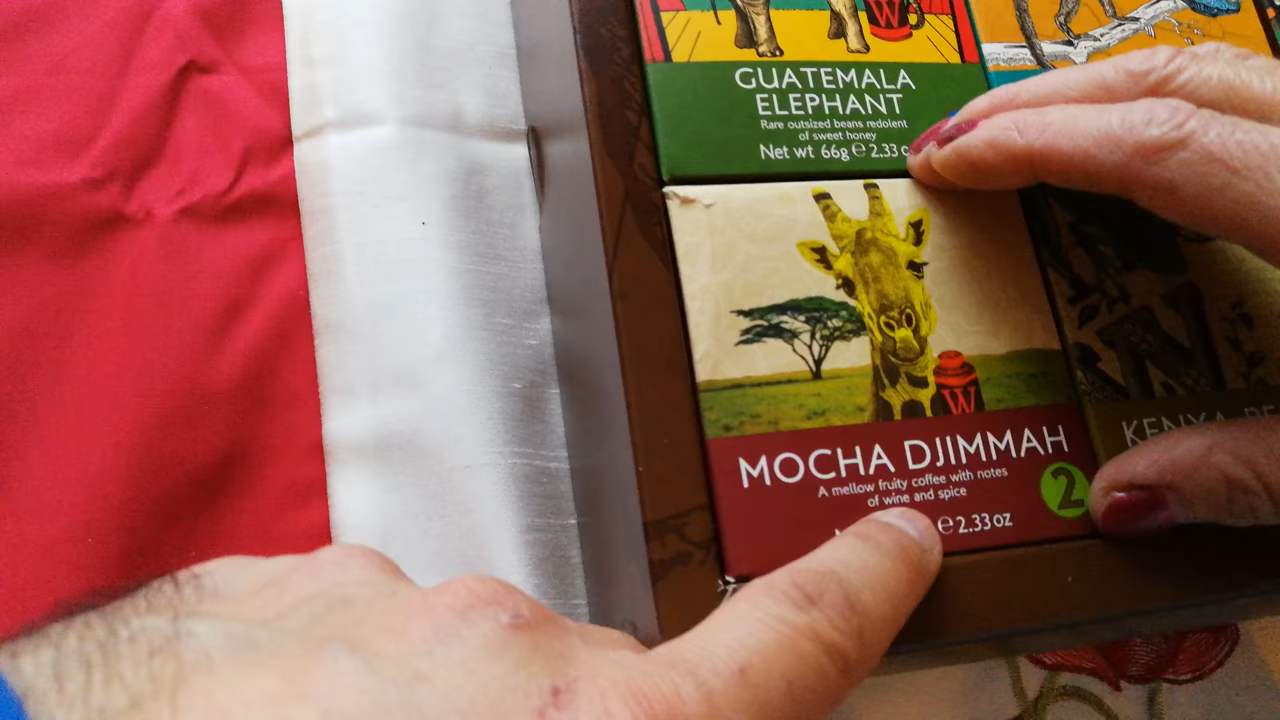 W
GUATEMALA
ELEPHANT
Rare outsized beans redolent
of sweet honey
Net wt 66g ℮ 2.33
W
MOCHA DJIMMAH
A mellow fruity coffee with notes
of wine and spice
℮ 2.33 oz
2
KENYA